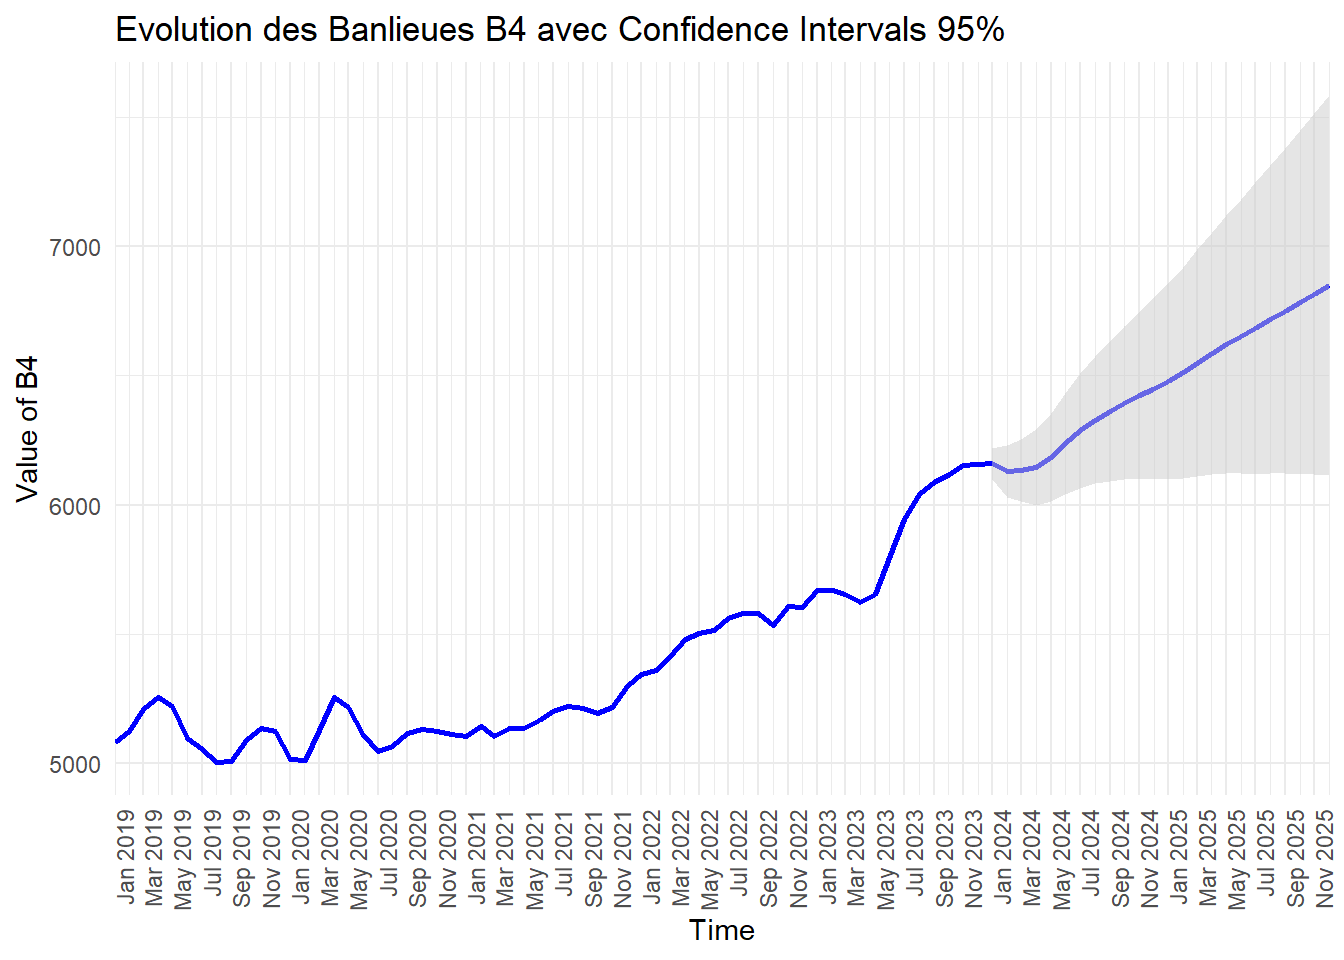 Evolution des Banlieues B4 avec Confidence Intervals 95%
Value of B4
7000
6000
5000
Jan 2019
Mar 2019
May 2019
Jul 2019
Sep 2019
Nov 2019
Jan 2020
Mar 2020
May 2020
Jul 2020
Sep 2020
Nov 2020
Jan 2021
Mar 2021
May 2021
Jul 2021
Sep 2021
Nov 2021
Jan 2022
Mar 2022
May 2022
Jul 2022
Sep 2022
Nov 2022
Jan 2023
Mar 2023
May 2023
Jul 2023
Sep 2023
Nov 2023
Jan 2024
Mar 2024
May 2024
Jul 2024
Sep 2024
Nov 2024
Jan 2025
Mar 2025
May 2025
Jul 2025
Sep 2025
Nov 2025
Time